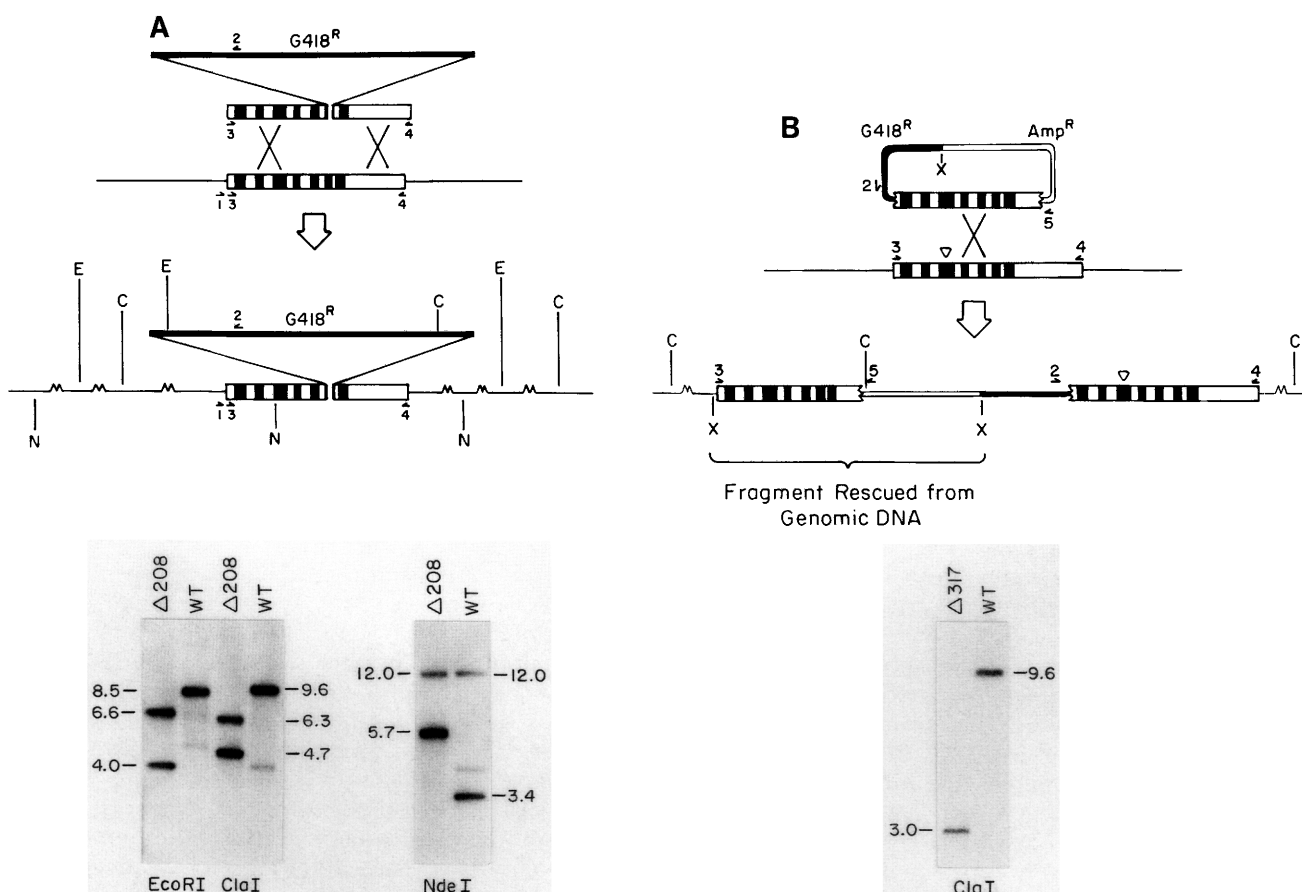 A
2 G418R
3 4
1 3 4
E E E
C C C
2 G418R
1 3 4
N N N
Δ208 WT Δ208 WT
8.5 9.6
6.6 6.3
4.0 4.7
EcoRI ClaI
Δ208 WT
12.0 12.0
5.7
3.4
NdeI
B
G418R AmpR
X
2
5
3 4
C C C
3 5 2 4
X X
Fragment Rescued from
Genomic DNA
Δ317 WT
9.6
3.0
ClaI